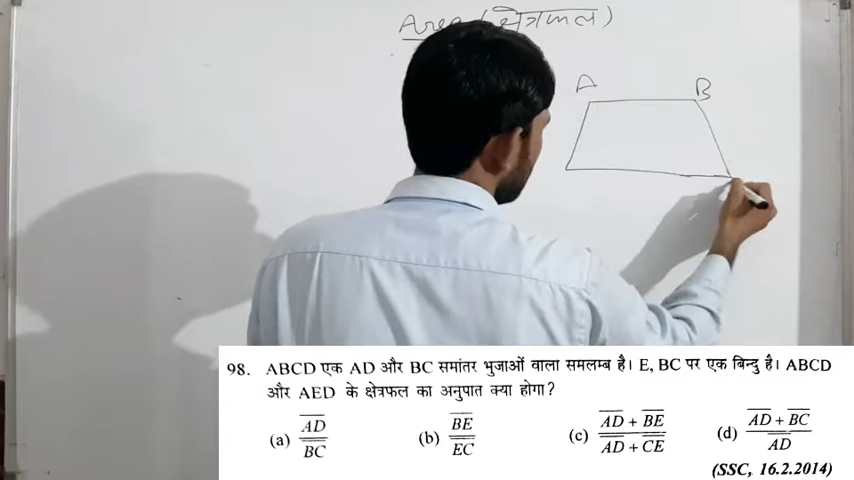 Area (क्षेत्रफल)
A B
98. ABCD एक AD और BC समांतर भुजाओं वाला समलम्ब है। E, BC पर एक बिन्दु है। ABCD
और AED के क्षेत्रफल का अनुपात क्या होगा?
(a) AD/BC (b) BE/EC (c) AD + BE/AD + CE (d) AD + BC/AD
(SSC, 16.2.2014)